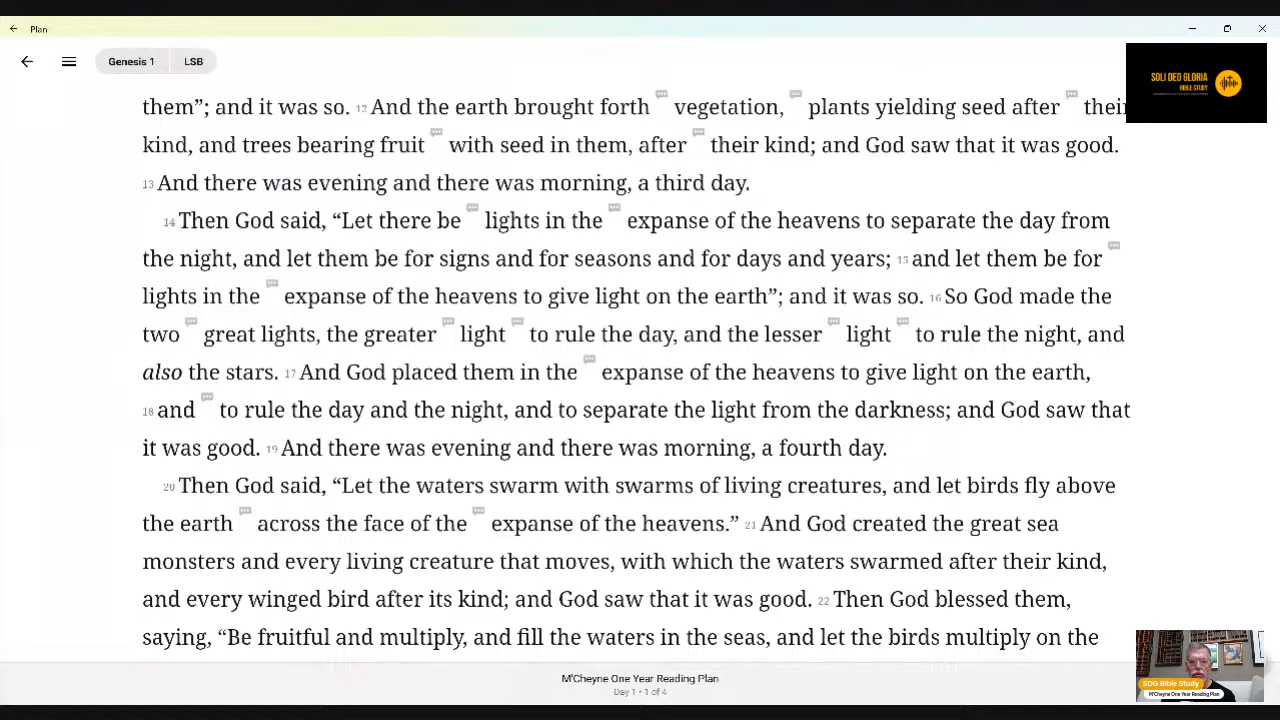 Plan
Genesis 1 LSB
SOLI DEO GLORIA
BIBLE STUDY
them”; and it was so. 12 And the earth brought forth vegetation, plants yielding seed after their
kind, and trees bearing fruit with seed in them, after their kind; and God saw that it was good.
13 And there was evening and there was morning, a third day.
14 Then God said, “Let there be lights in the expanse of the heavens to separate the day from
the night, and let them be for signs and for seasons and for days and years; 15 and let them be for
lights in the expanse of the heavens to give light on the earth”; and it was so. 16 So God made the
two great lights, the greater light to rule the day, and the lesser light to rule the night, and
also the stars. 17 And God placed them in the expanse of the heavens to give light on the earth,
18 and to rule the day and the night, and to separate the light from the darkness; and God saw that
it was good. 19 And there was evening and there was morning, a fourth day.
20 Then God said, “Let the waters swarm with swarms of living creatures, and let birds fly above
the earth across the face of the expanse of the heavens.” 21 And God created the great sea
monsters and every living creature that moves, with which the waters swarmed after their kind,
and every winged bird after its kind; and God saw that it was good. 22 Then God blessed them,
saying, “Be fruitful and multiply, and fill the waters in the seas, and let the birds multiply on the
M'Cheyne One Year Reading Plan
Day 1 • 1 of 4
SDG Bible Study
M'Cheyne One Year Reading Plan